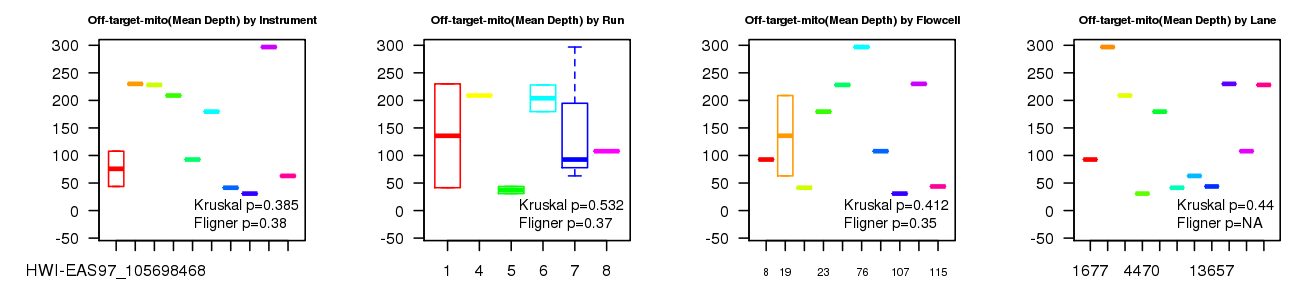 Off-target-mito(Mean Depth) by Instrument
300
250
200
150
100
50
0
-50
Kruskal p=0.385
Fligner p=0.38
HWI-EAS97_105698468
Off-target-mito(Mean Depth) by Run
300
250
200
150
100
50
0
-50
Kruskal p=0.532
Fligner p=0.37
1 4 5 6 7 8
Off-target-mito(Mean Depth) by Flowcell
300
250
200
150
100
50
0
-50
Kruskal p=0.412
Fligner p=0.35
8 19 23 76 107 115
Off-target-mito(Mean Depth) by Lane
300
250
200
150
100
50
0
-50
Kruskal p=0.44
Fligner p=NA
1677 4470 13657